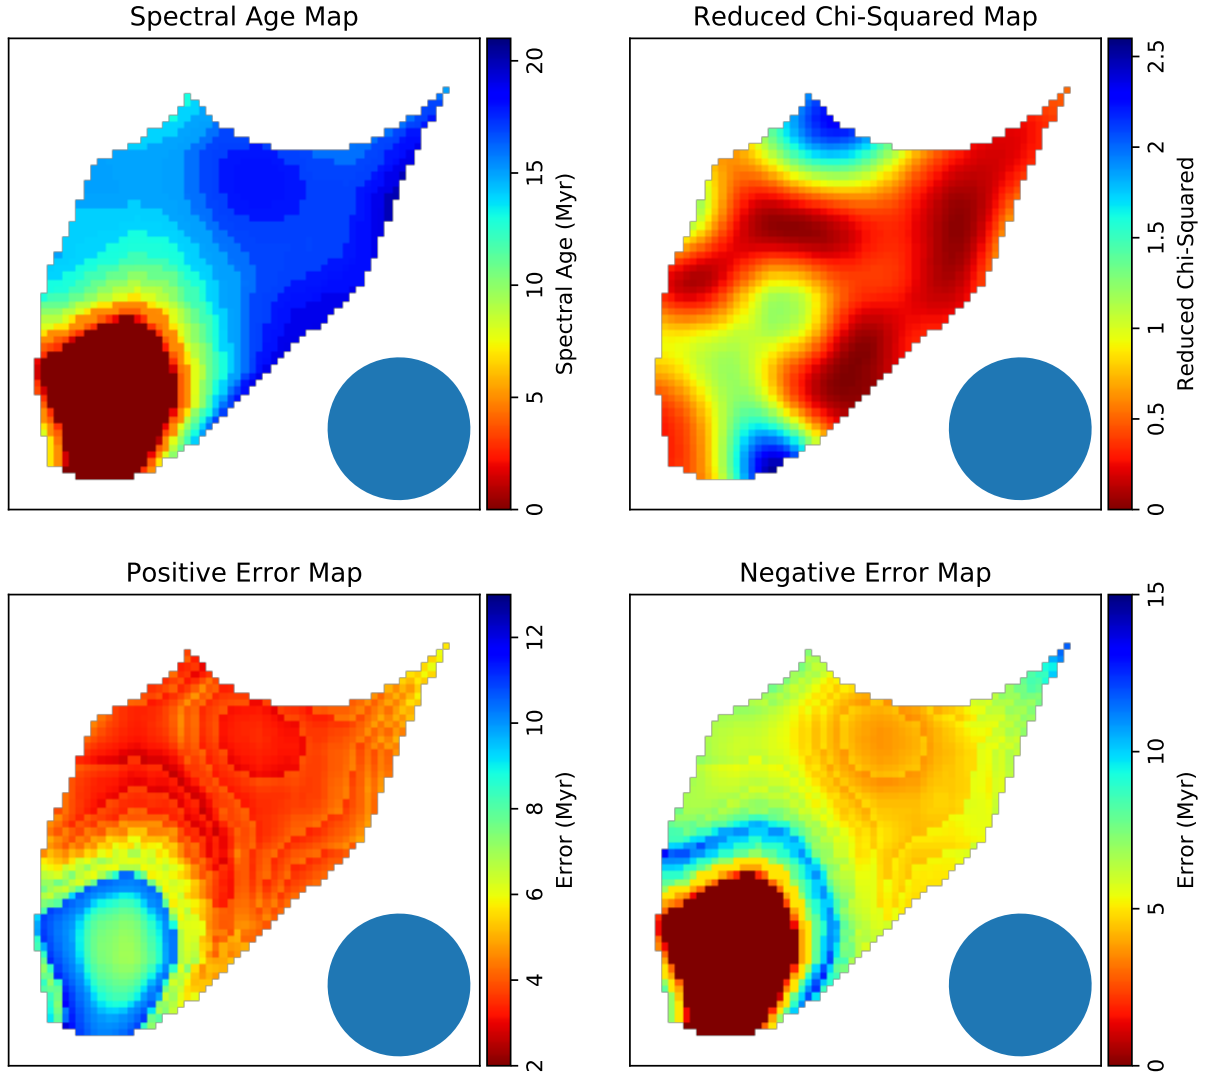 Spectral Age Map
0
5
10
15
20
Spectral Age (Myr)
Reduced Chi-Squared Map
0
0.5
1
1.5
2
2.5
Reduced Chi-Squared
Positive Error Map
2
4
6
8
10
12
Error (Myr)
Negative Error Map
0
5
10
15
Error (Myr)